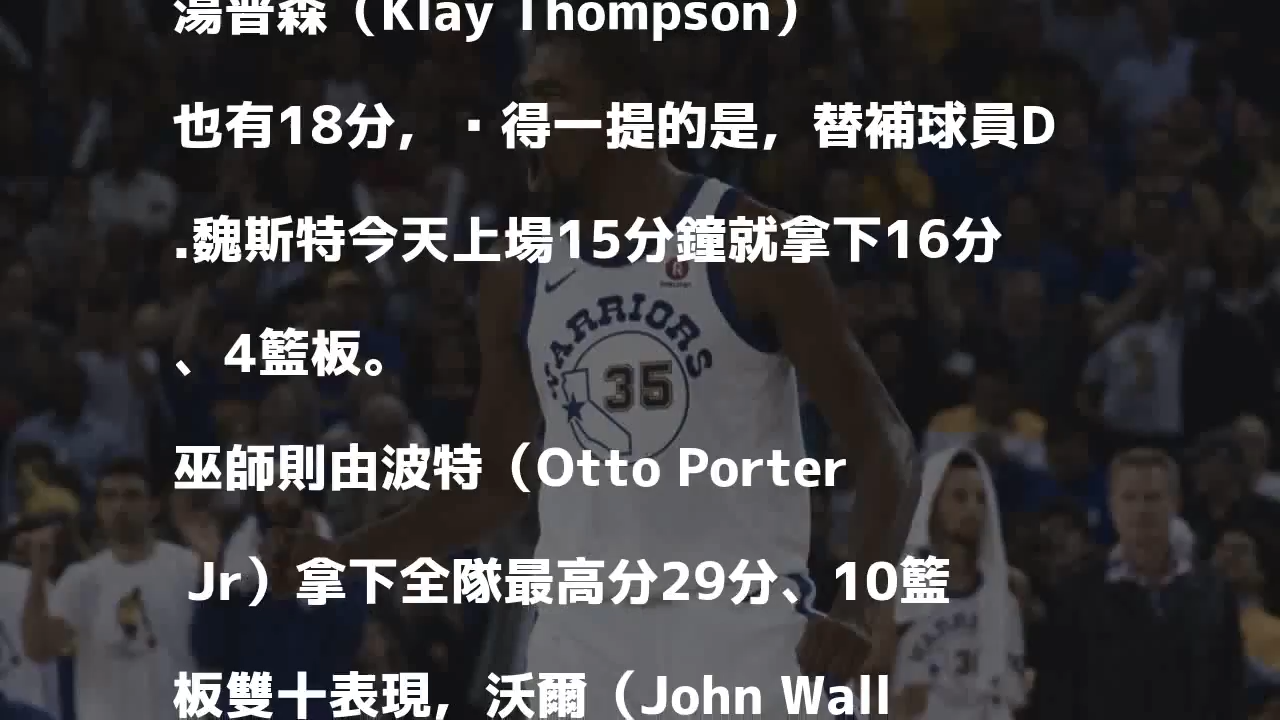 湯普森（Klay Thompson）
也有18分，▪得一提的是，替補球員D
.魏斯特今天上場15分鐘就拿下16分
、4籃板。
巫師則由波特（Otto Porter
Jr）拿下全隊最高分29分、10籃
板雙十表現，沃爾（John Wall
WARRIORS
35